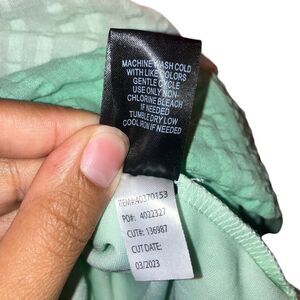 MACHINE WASH COLD
WITH LIKE COLORS
GENTLE CYCLE
USE ONLY NON-
CHLORINE BLEACH
IF NEEDED
TUMBLE DRY LOW
COOL IRON IF NEEDED
ITEM#:A0370153
PO#: 4022327
CUT#: 136987
CUT DATE:
03/2023